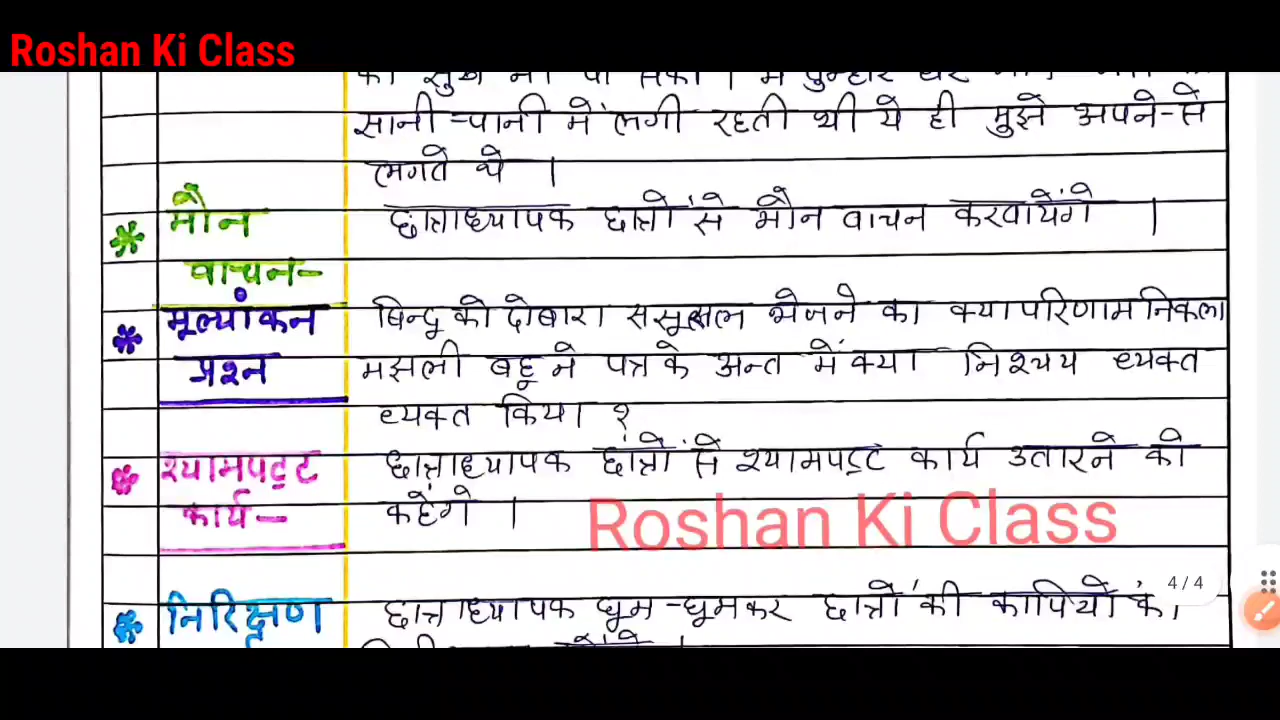 Roshan Ki Class
सानी-पानी में लगी रहती थी ये ही मुझे अपने-से
लगते थे ।
मौन वाचन- छात्राध्यापक छात्रों से मौन वाचन करवायेंगे ।
मूल्यांकन प्रश्न बिन्दू को दोबारा ससुराल भेजने का क्या परिणाम निकला
मझली बहू ने पत्र के अन्त में क्या निश्चय व्यक्त
व्यक्त किया ?
श्यामपट्ट छात्राध्यापक छात्रों से श्यामपट्ट कार्य उतारने को
कार्य- कहेंगे ।
Roshan Ki Class
4/4
निरिक्षण छात्राध्यापक घूम-घूमकर छात्रों की कापियों का